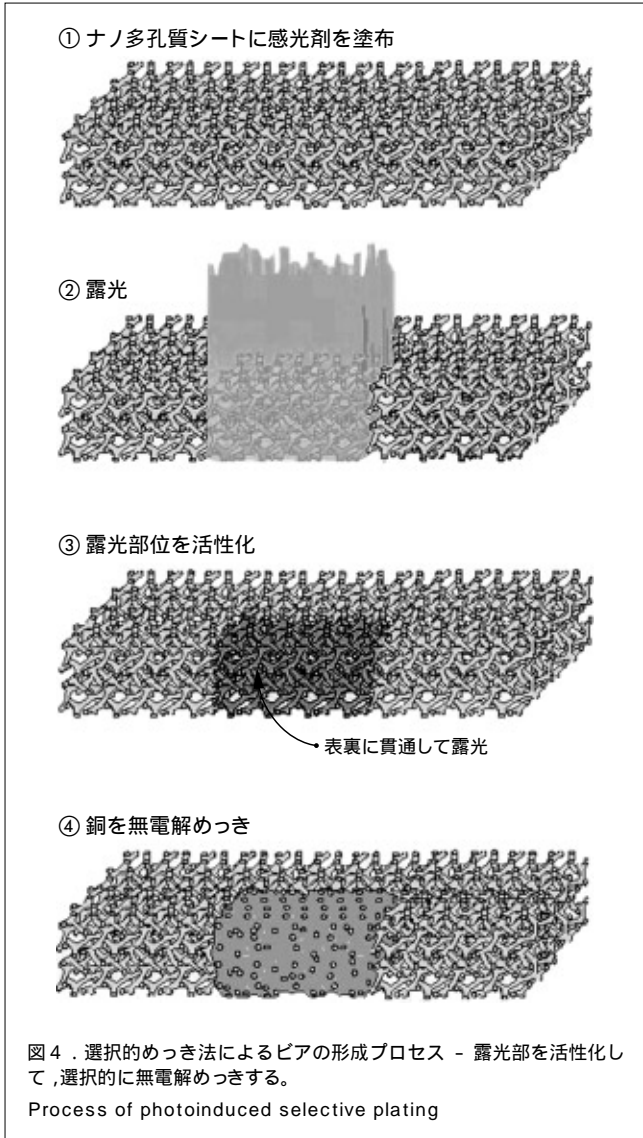 ① ナノ多孔質シートに感光剤を塗布
② 露光
③ 露光部位を活性化
表裏に貫通して露光
④ 銅を無電解めっき
図4．選択的めっき法によるビアの形成プロセス － 露光部を活性化し
て，選択的に無電解めっきする。
Process of photoinduced selective plating